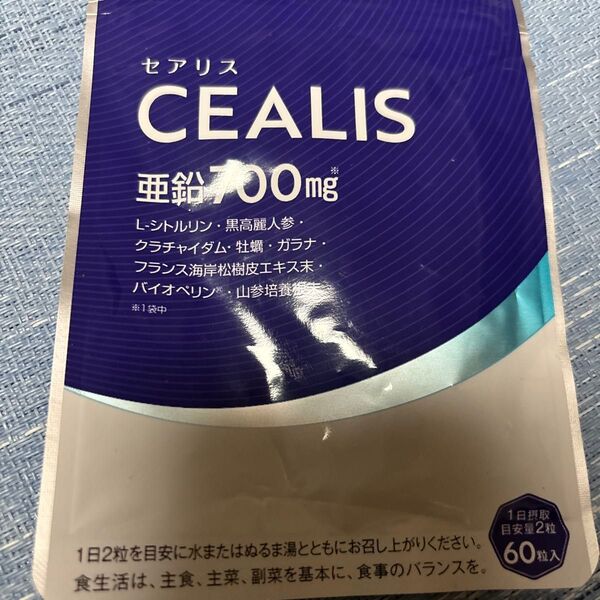 セアリス
CEALIS
亜鉛700mg※
L-シトルリン・黒高麗人参・
クラチャイダム・牡蠣・ガラナ・
フランス海岸松樹皮エキス末・
バイオペリン®・山参培養根末
※1袋中
1日摂取
目安量2粒
60粒入
1日2粒を目安に水またはぬるま湯とともにお召し上がりください。
食生活は、主食、主菜、副菜を基本に、食事のバランスを。